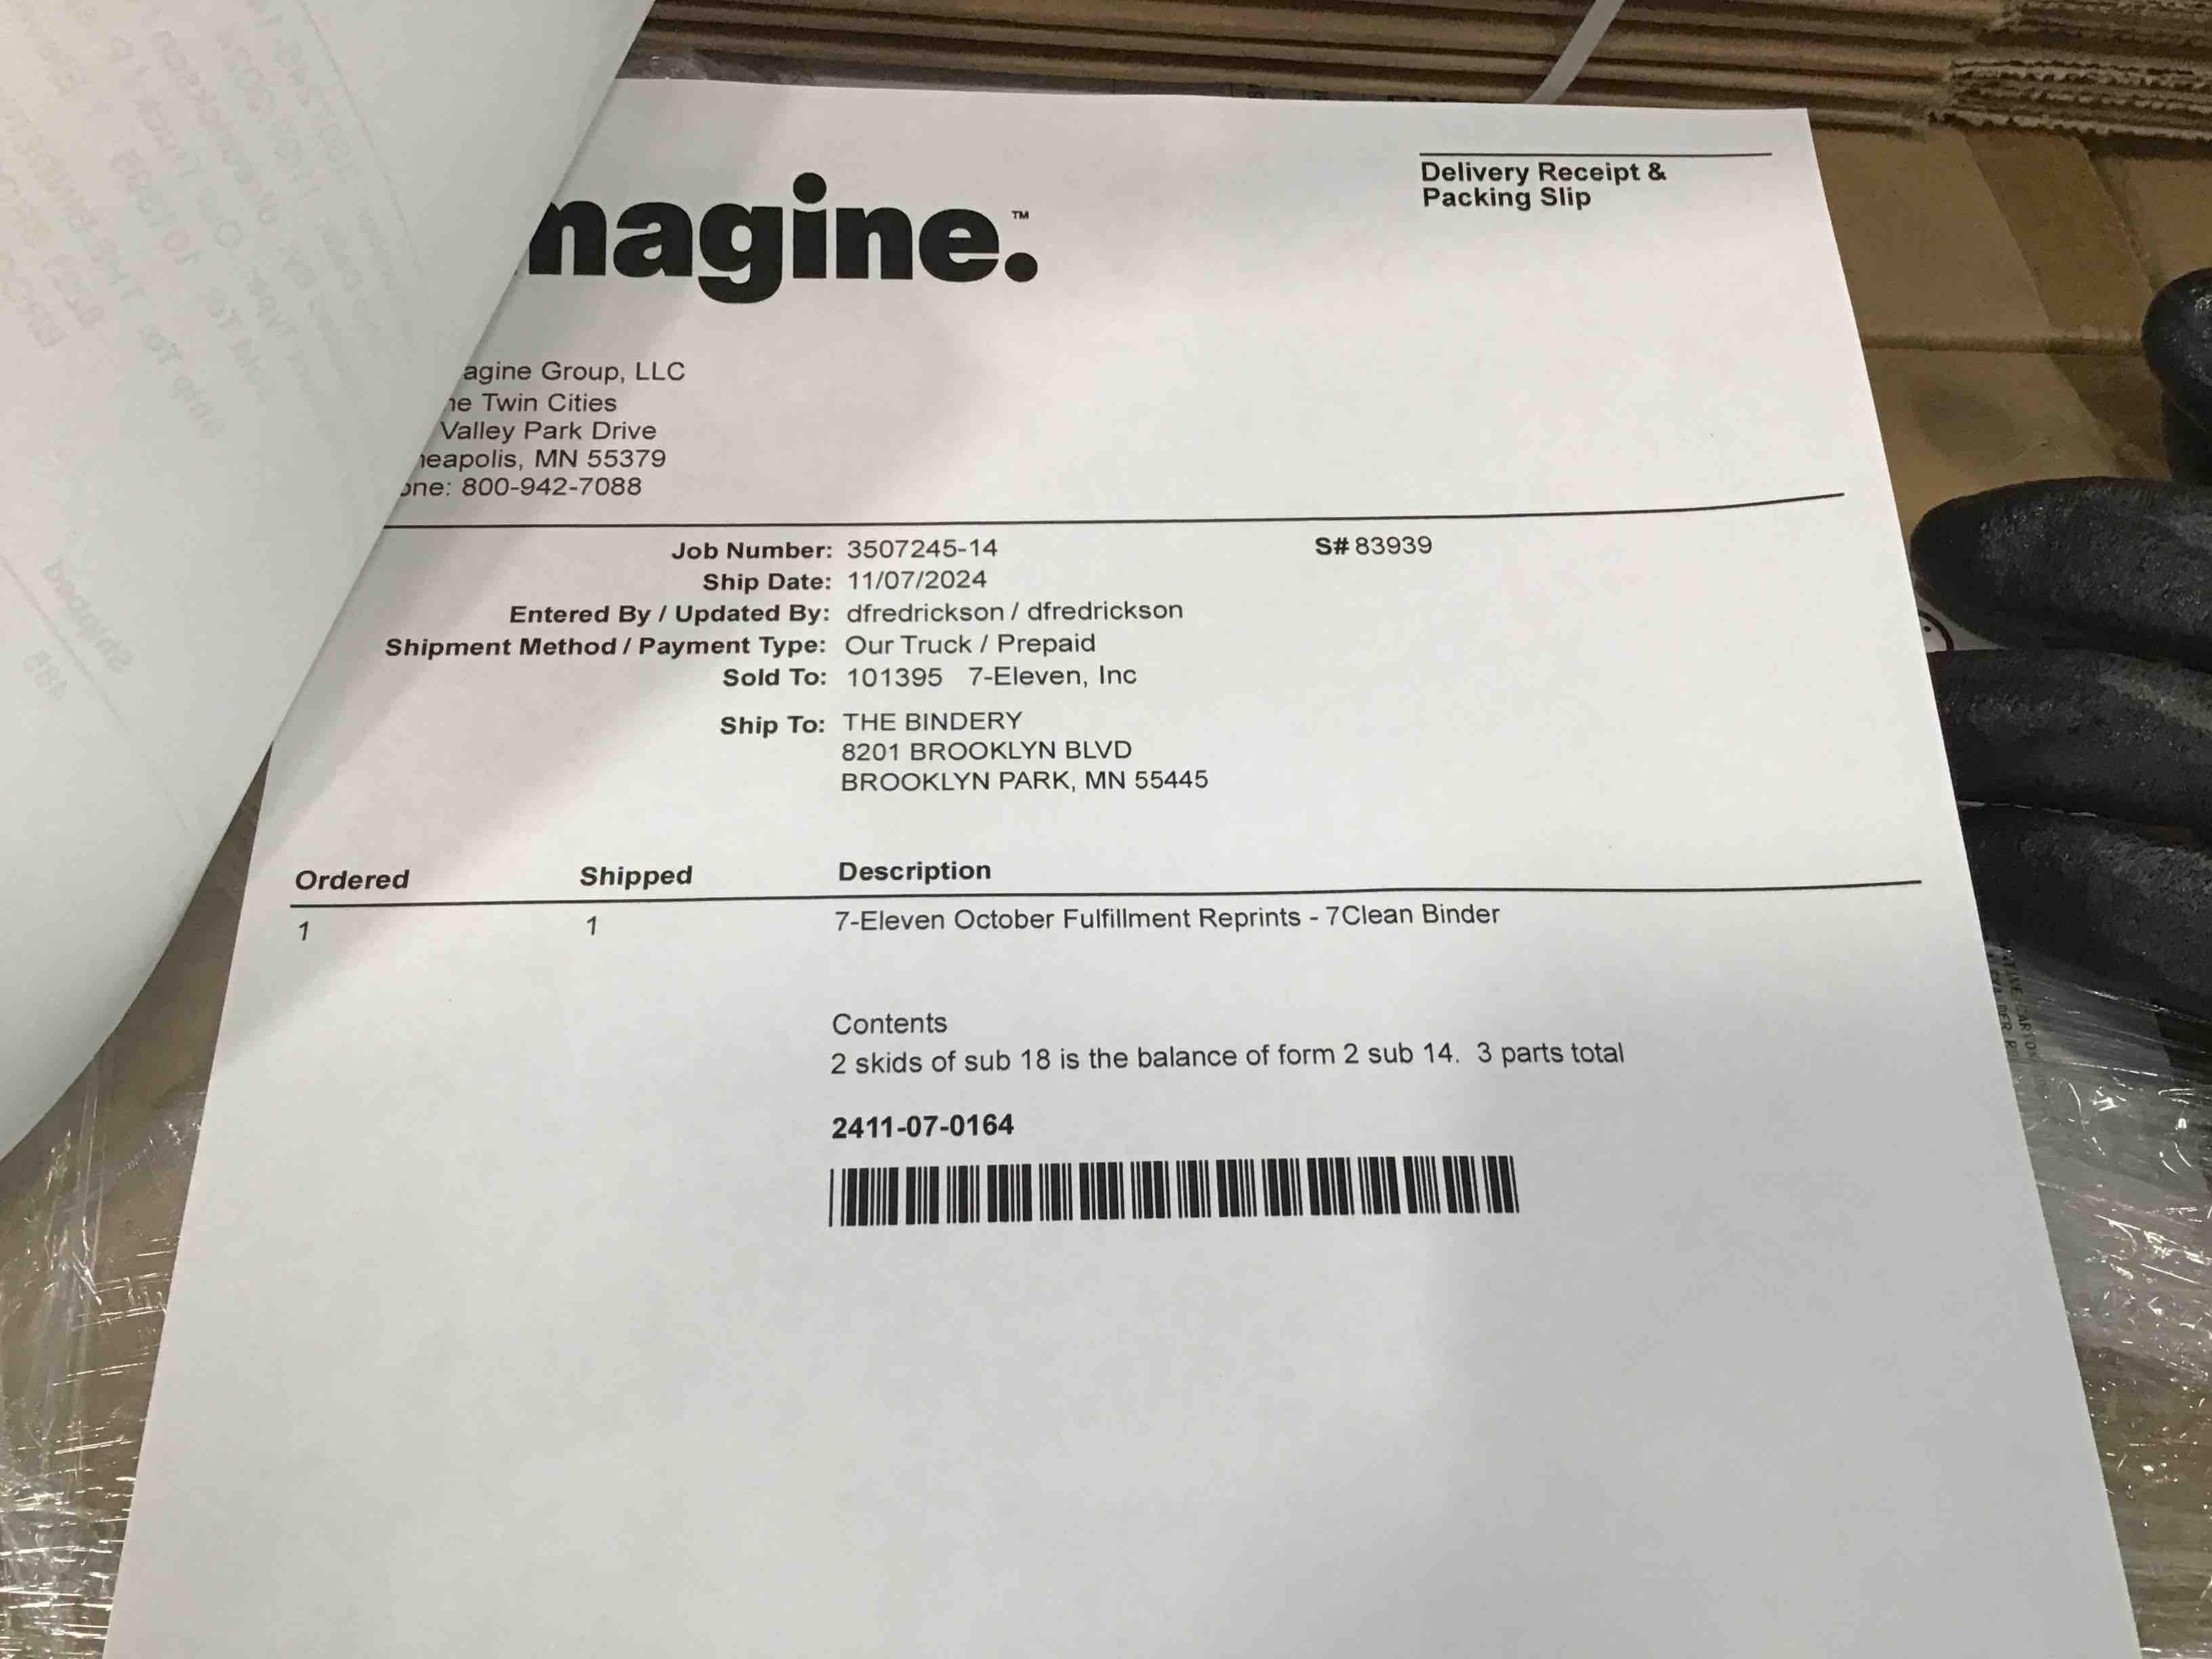 nagine.™
Delivery Receipt &
Packing Slip
agine Group, LLC
Twin Cities
Valley Park Drive
neapolis, MN 55379
one: 800-942-7088
Job Number: 3507245-14 S# 83939
Ship Date: 11/07/2024
Entered By / Updated By: dfredrickson / dfredrickson
Shipment Method / Payment Type: Our Truck / Prepaid
Sold To: 101395 7-Eleven, Inc
Ship To: THE BINDERY
8201 BROOKLYN BLVD
BROOKLYN PARK, MN 55445
Ordered Shipped Description
1 1 7-Eleven October Fulfillment Reprints - 7Clean Binder
Contents
2 skids of sub 18 is the balance of form 2 sub 14. 3 parts total
2411-07-0164
Shipped
485